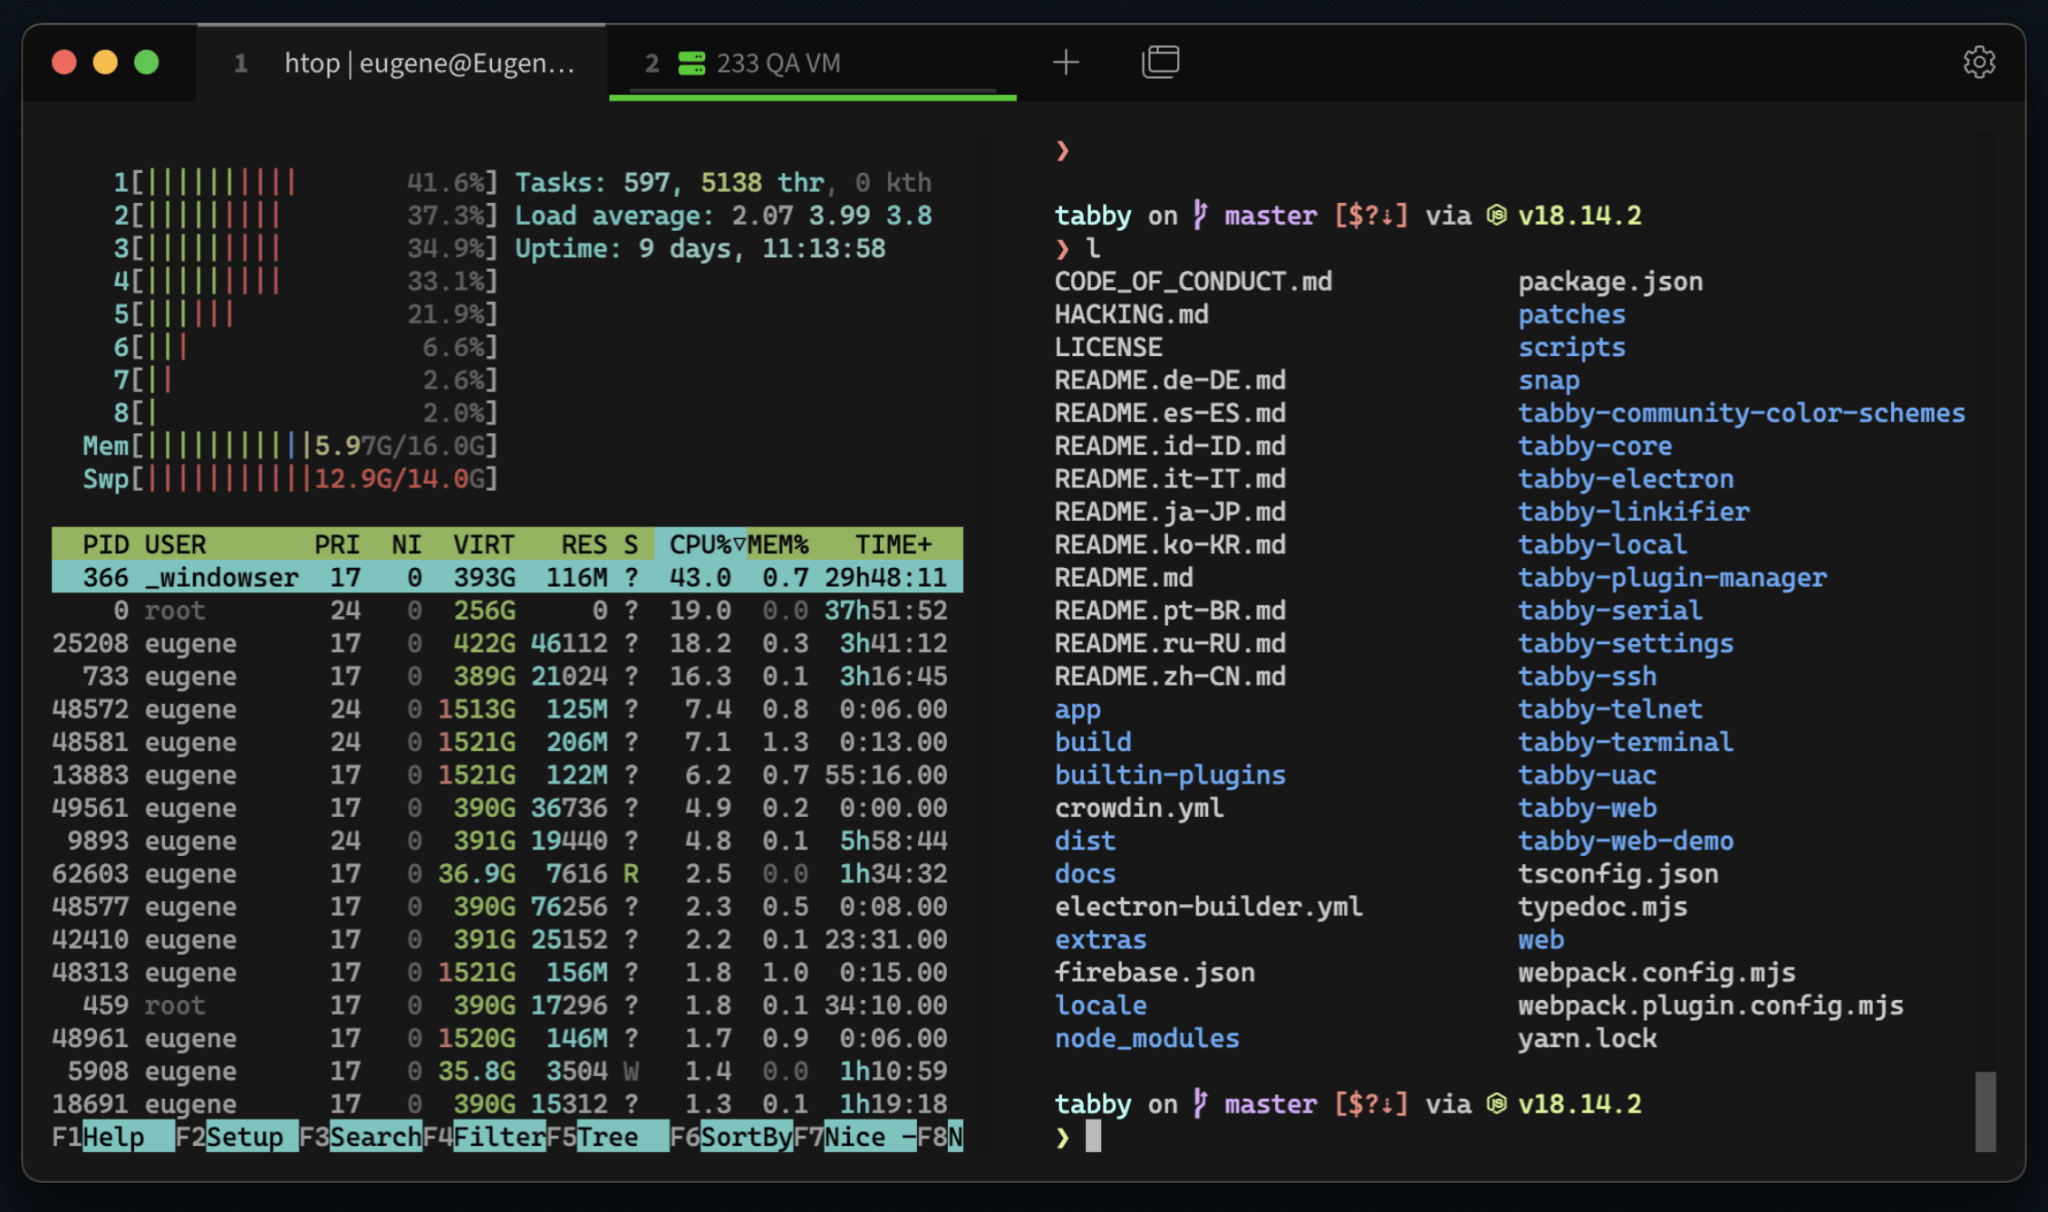 1 htop | eugene@Eugen...
2 233 QA VM
1[||||||||||41.6%] Tasks: 597, 5138 thr, 0 kth
2[|||||||||37.3%] Load average: 2.07 3.99 3.8
3[|||||||||34.9%] Uptime: 9 days, 11:13:58
4[|||||||||33.1%]
5[||||||21.9%]
6[|||6.6%]
7[||2.6%]
8[|2.0%]
Mem[|||||||||||5.97G/16.0G]
Swp[|||||||||||12.9G/14.0G]
PID USER PRI NI VIRT RES S CPU%▽MEM% TIME+
366 _windowser 17 0 393G 116M ? 43.0 0.7 29h48:11
0 root 24 0 256G 0 ? 19.0 0.0 37h51:52
25208 eugene 17 0 422G 46112 ? 18.2 0.3 3h41:12
733 eugene 17 0 389G 21024 ? 16.3 0.1 3h16:45
48572 eugene 24 0 1513G 125M ? 7.4 0.8 0:06.00
48581 eugene 24 0 1521G 206M ? 7.1 1.3 0:13.00
13883 eugene 17 0 1521G 122M ? 6.2 0.7 55:16.00
49561 eugene 17 0 390G 36736 ? 4.9 0.2 0:00.00
9893 eugene 24 0 391G 19440 ? 4.8 0.1 5h58:44
62603 eugene 17 0 36.9G 7616 R 2.5 0.0 1h34:32
48577 eugene 17 0 390G 76256 ? 2.3 0.5 0:08.00
42410 eugene 17 0 391G 25152 ? 2.2 0.1 23:31.00
48313 eugene 17 0 1521G 156M ? 1.8 1.0 0:15.00
459 root 17 0 390G 17296 ? 1.8 0.1 34:10.00
48961 eugene 17 0 1520G 146M ? 1.7 0.9 0:06.00
5908 eugene 17 0 35.8G 3504 W 1.4 0.0 1h10:59
18691 eugene 17 0 390G 15312 ? 1.3 0.1 1h19:18
F1Help F2Setup F3SearchF4FilterF5Tree F6SortByF7Nice -F8N
❯
tabby on master [$?⇣] via v18.14.2
❯ l
CODE_OF_CONDUCT.md package.json
HACKING.md patches
LICENSE scripts
README.de-DE.md snap
README.es-ES.md tabby-community-color-schemes
README.id-ID.md tabby-core
README.it-IT.md tabby-electron
README.ja-JP.md tabby-linkifier
README.ko-KR.md tabby-local
README.md tabby-plugin-manager
README.pt-BR.md tabby-serial
README.ru-RU.md tabby-settings
README.zh-CN.md tabby-ssh
app tabby-telnet
build tabby-terminal
builtin-plugins tabby-uac
crowdin.yml tabby-web
dist tabby-web-demo
docs tsconfig.json
electron-builder.yml typedoc.mjs
extras web
firebase.json webpack.config.mjs
locale webpack.plugin.config.mjs
node_modules yarn.lock
tabby on master [$?⇣] via v18.14.2
❯